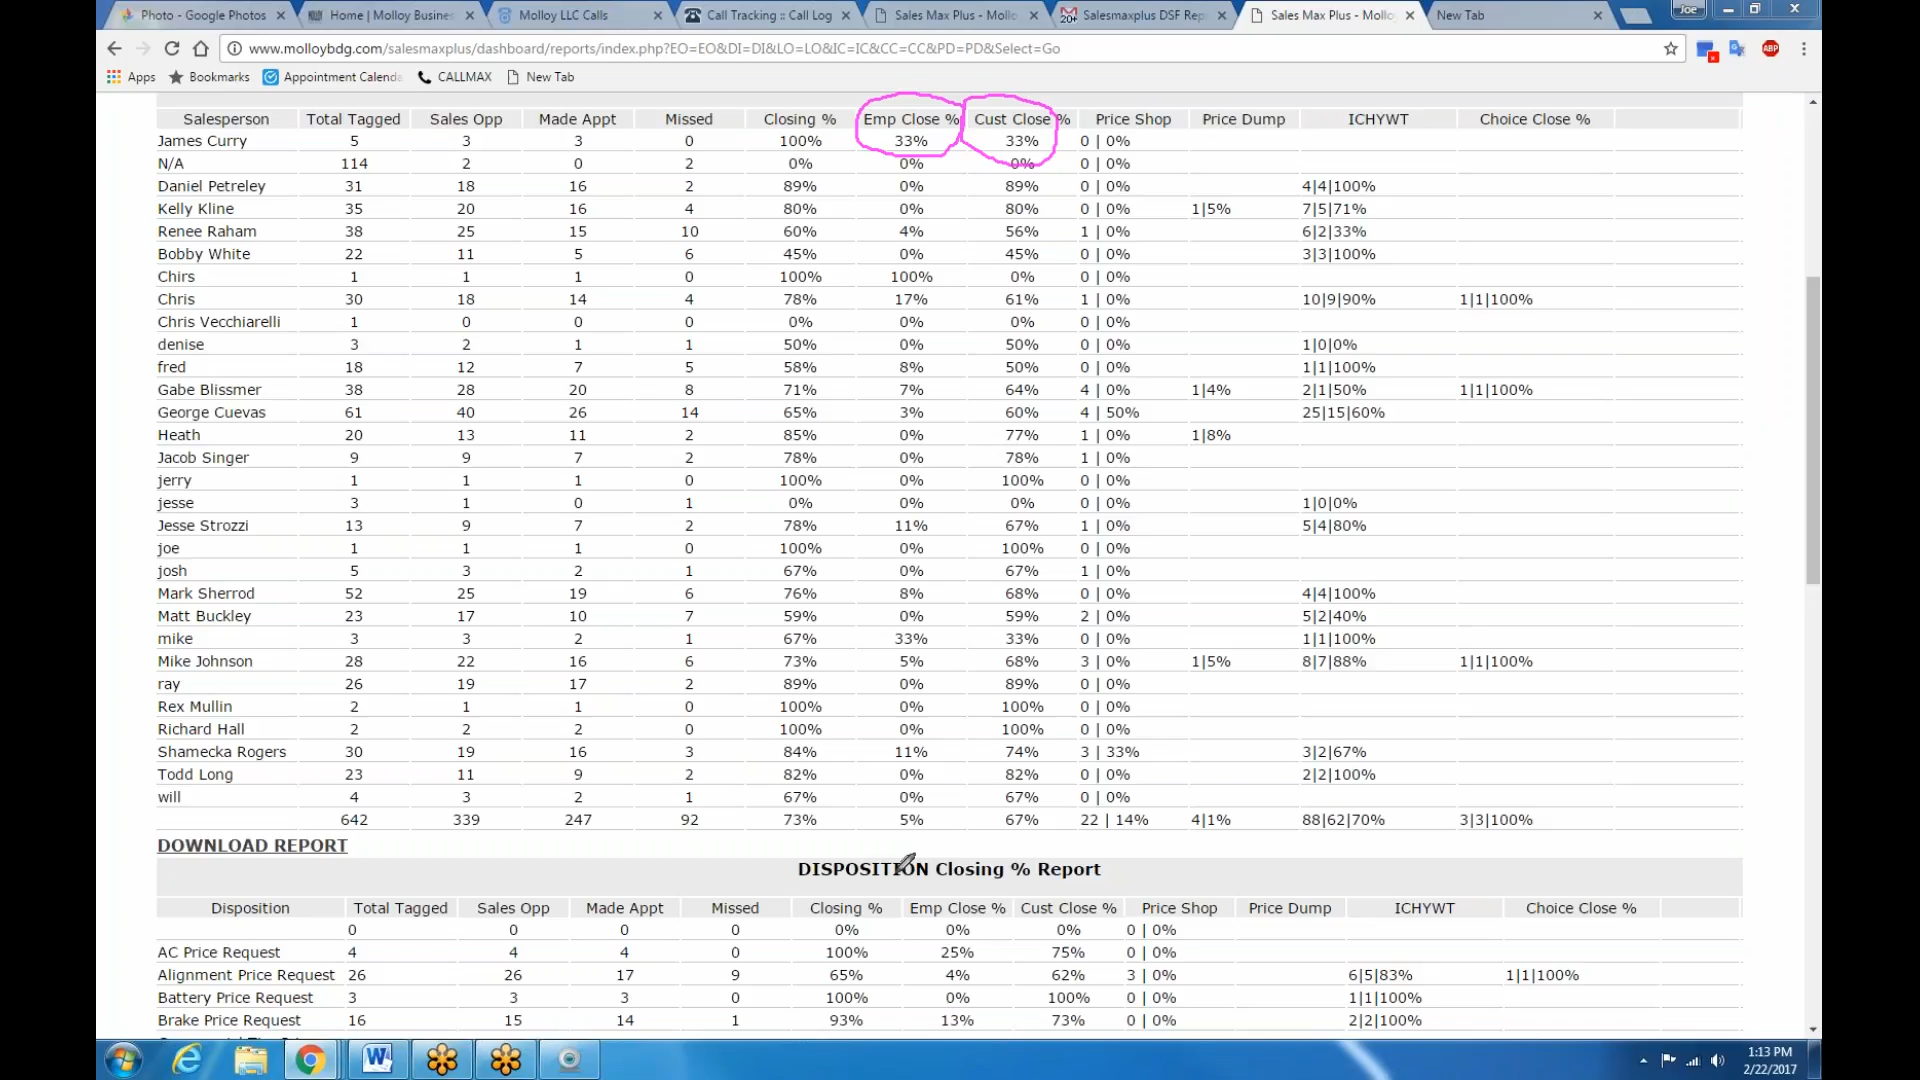 Photo - Google Photos
Home | Molloy Busines
Molloy LLC Calls
Call Tracking :: Call Log
Sales Max Plus - Mollo
20+ Salesmaxplus DSF Rep
Sales Max Plus - Mollo
New Tab
Joe
www.molloybdg.com/salesmaxplus/dashboard/reports/index.php?EO=EO&DI=DI&LO=LO&IC=IC&CC=CC&PD=PD&Select=Go
ABP
Apps Bookmarks Appointment Calenda CALLMAX New Tab
Salesperson Total Tagged Sales Opp Made Appt Missed Closing % Emp Close % Cust Close % Price Shop Price Dump ICHYWT Choice Close %
James Curry 5 3 3 0 100% 33% 33% 0 | 0%
N/A 114 2 0 2 0% 0% 0% 0 | 0%
Daniel Petreley 31 18 16 2 89% 0% 89% 0 | 0% 4|4|100%
Kelly Kline 35 20 16 4 80% 0% 80% 0 | 0% 1|5% 7|5|71%
Renee Raham 38 25 15 10 60% 4% 56% 1 | 0% 6|2|33%
Bobby White 22 11 5 6 45% 0% 45% 0 | 0% 3|3|100%
Chirs 1 1 1 0 100% 100% 0% 0 | 0%
Chris 30 18 14 4 78% 17% 61% 1 | 0% 10|9|90% 1|1|100%
Chris Vecchiarelli 1 0 0 0 0% 0% 0% 0 | 0%
denise 3 2 1 1 50% 0% 50% 0 | 0% 1|0|0%
fred 18 12 7 5 58% 8% 50% 0 | 0% 1|1|100%
Gabe Blissmer 38 28 20 8 71% 7% 64% 4 | 0% 1|4% 2|1|50% 1|1|100%
George Cuevas 61 40 26 14 65% 3% 60% 4 | 50% 25|15|60%
Heath 20 13 11 2 85% 0% 77% 1 | 0% 1|8%
Jacob Singer 9 9 7 2 78% 0% 78% 1 | 0%
jerry 1 1 1 0 100% 0% 100% 0 | 0%
jesse 3 1 0 1 0% 0% 0% 0 | 0% 1|0|0%
Jesse Strozzi 13 9 7 2 78% 11% 67% 1 | 0% 5|4|80%
joe 1 1 1 0 100% 0% 100% 0 | 0%
josh 5 3 2 1 67% 0% 67% 1 | 0%
Mark Sherrod 52 25 19 6 76% 8% 68% 0 | 0% 4|4|100%
Matt Buckley 23 17 10 7 59% 0% 59% 2 | 0% 5|2|40%
mike 3 3 2 1 67% 33% 33% 0 | 0% 1|1|100%
Mike Johnson 28 22 16 6 73% 5% 68% 3 | 0% 1|5% 8|7|88% 1|1|100%
ray 26 19 17 2 89% 0% 89% 0 | 0%
Rex Mullin 2 1 1 0 100% 0% 100% 0 | 0%
Richard Hall 2 2 2 0 100% 0% 100% 0 | 0%
Shamecka Rogers 30 19 16 3 84% 11% 74% 3 | 33% 3|2|67%
Todd Long 23 11 9 2 82% 0% 82% 0 | 0% 2|2|100%
will 4 3 2 1 67% 0% 67% 0 | 0%
642 339 247 92 73% 5% 67% 22 | 14% 4|1% 88|62|70% 3|3|100%
DOWNLOAD REPORT
DISPOSITION Closing % Report
Disposition Total Tagged Sales Opp Made Appt Missed Closing % Emp Close % Cust Close % Price Shop Price Dump ICHYWT Choice Close %
0 0 0 0 0% 0% 0% 0 | 0%
AC Price Request 4 4 4 0 100% 25% 75% 0 | 0%
Alignment Price Request 26 26 17 9 65% 4% 62% 3 | 0% 6|5|83% 1|1|100%
Battery Price Request 3 3 3 0 100% 0% 100% 0 | 0% 1|1|100%
Brake Price Request 16 15 14 1 93% 13% 73% 0 | 0% 2|2|100%
1:13 PM
2/22/2017